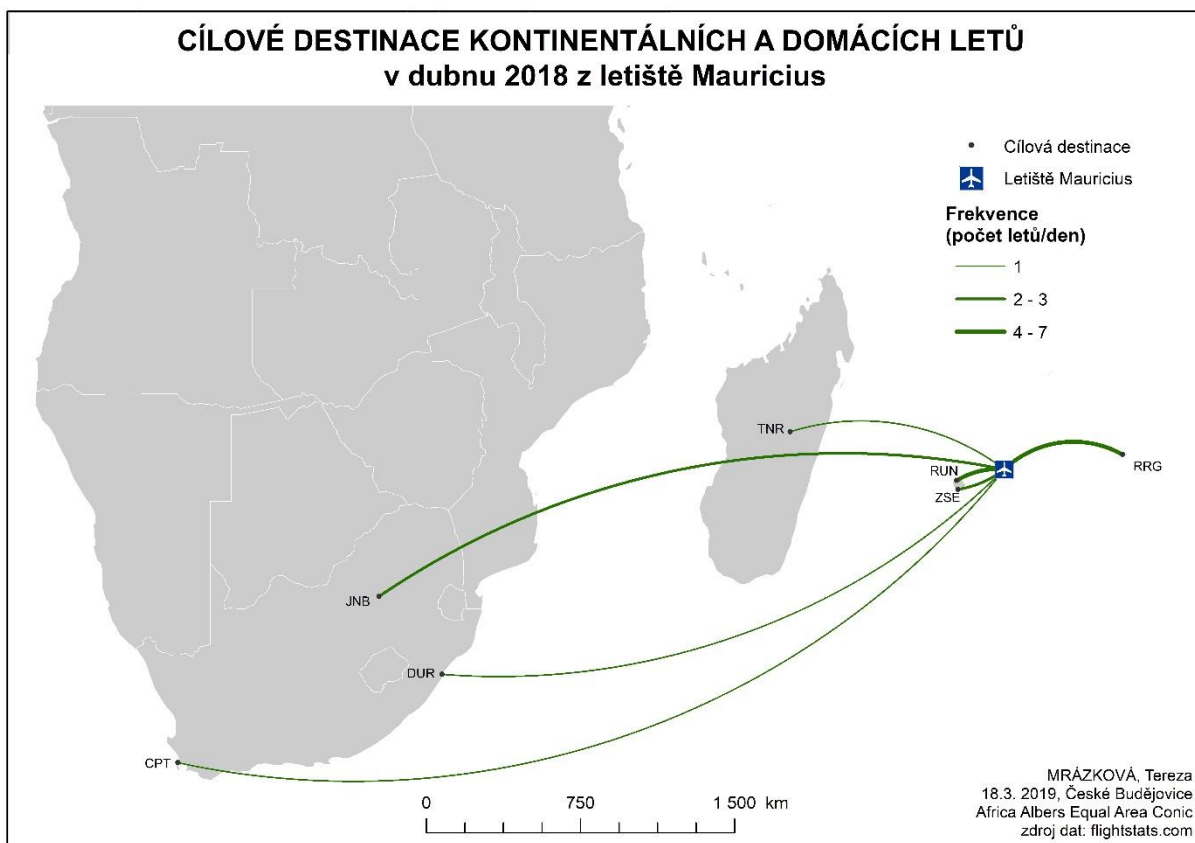 CÍLOVÉ DESTINACE KONTINENTÁLNÍCH A DOMÁCÍCH LETŮ
v dubnu 2018 z letiště Mauricius
Cílová destinace
Letiště Mauricius
Frekvence
(počet letů/den)
1
2 - 3
4 - 7
TNR
RUN
ZSE
RRG
JNB
DUR
CPT
0 750 1 500 km
MRÁZKOVÁ, Tereza
18.3. 2019, České Budějovice
Africa Albers Equal Area Conic
zdroj dat: flightstats.com